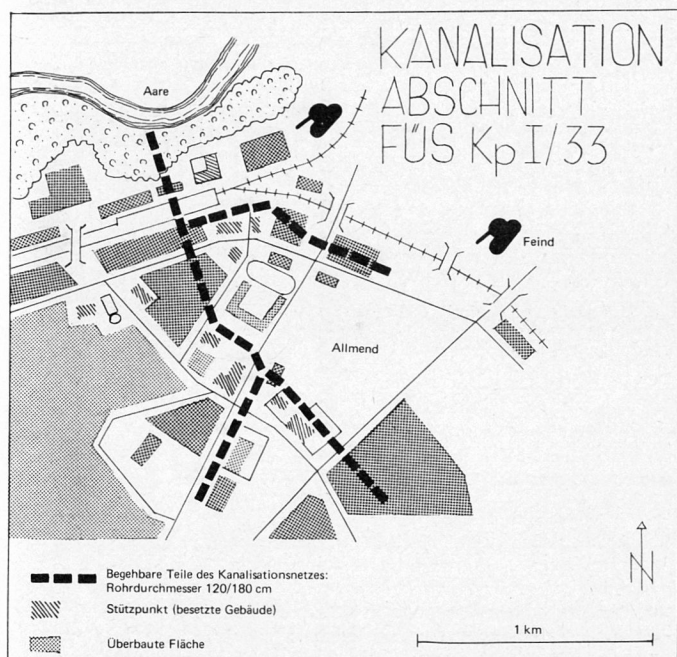 KANALISATION
ABSCHNITT
FÜS Kp I/33
Aare
Feind
Allmend
N
Begehbare Teile des Kanalisationsnetzes:
Rohrdurchmesser 120/180 cm
Stützpunkt (besetzte Gebäude)
Überbaute Fläche
1 km